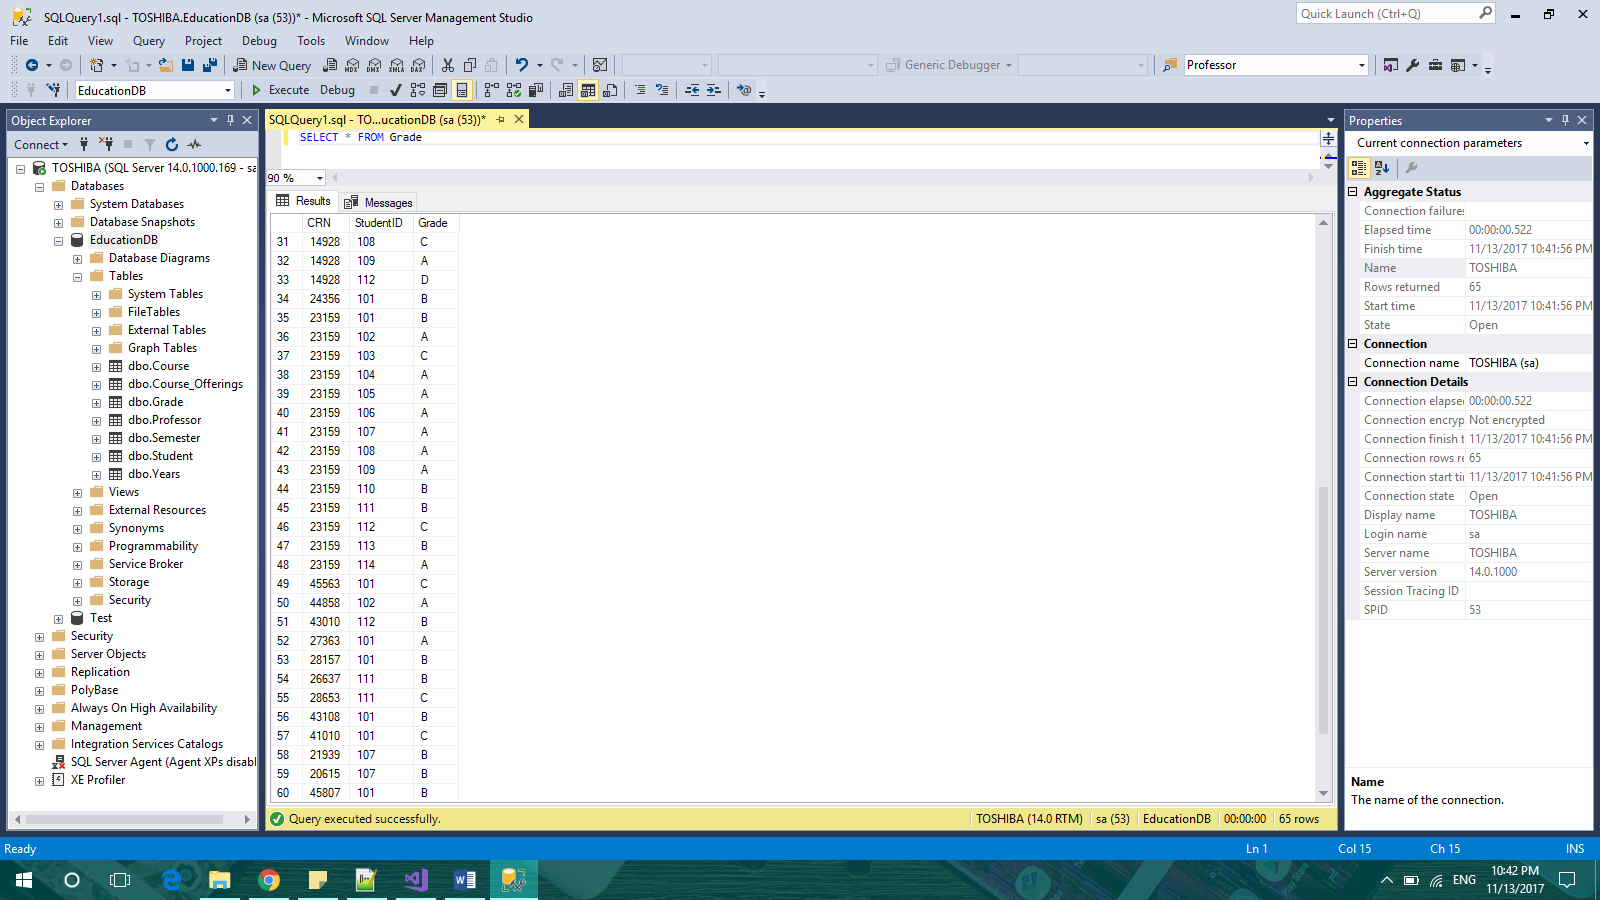 SQLQuery1.sql - TOSHIBA.EducationDB (sa (53))* - Microsoft SQL Server Management Studio
Quick Launch (Ctrl+Q)
File Edit View Query Project Debug Tools Window Help
New Query MDX DMX XMLA DAX Generic Debugger Professor
EducationDB Execute Debug
Object Explorer
Connect
TOSHIBA (SQL Server 14.0.1000.169 - sa
Databases
System Databases
Database Snapshots
EducationDB
Database Diagrams
Tables
System Tables
FileTables
External Tables
Graph Tables
dbo.Course
dbo.Course_Offerings
dbo.Grade
dbo.Professor
dbo.Semester
dbo.Student
dbo.Years
Views
External Resources
Synonyms
Programmability
Service Broker
Storage
Security
Test
Security
Server Objects
Replication
PolyBase
Always On High Availability
Management
Integration Services Catalogs
SQL Server Agent (Agent XPs disabl
XE Profiler
SQLQuery1.sql - TO...ucationDB (sa (53))*
SELECT * FROM Grade
90 %
Results Messages
CRN StudentID Grade
31 14928 108 C
32 14928 109 A
33 14928 112 D
34 24356 101 B
35 23159 101 B
36 23159 102 A
37 23159 103 C
38 23159 104 A
39 23159 105 A
40 23159 106 A
41 23159 107 A
42 23159 108 A
43 23159 109 A
44 23159 110 B
45 23159 111 B
46 23159 112 C
47 23159 113 B
48 23159 114 A
49 45563 101 C
50 44858 102 A
51 43010 112 B
52 27363 101 A
53 28157 101 B
54 26637 111 B
55 28653 111 C
56 43108 101 B
57 41010 101 C
58 21939 107 B
59 20615 107 B
60 45807 101 B
Query executed successfully. TOSHIBA (14.0 RTM) sa (53) EducationDB 00:00:00 65 rows
Properties
Current connection parameters
Aggregate Status
Connection failures
Elapsed time 00:00:00.522
Finish time 11/13/2017 10:41:56 PM
Name TOSHIBA
Rows returned 65
Start time 11/13/2017 10:41:56 PM
State Open
Connection
Connection name TOSHIBA (sa)
Connection Details
Connection elapse 00:00:00.522
Connection encryp Not encrypted
Connection finish t 11/13/2017 10:41:56 PM
Connection rows re 65
Connection start ti 11/13/2017 10:41:56 PM
Connection state Open
Display name TOSHIBA
Login name sa
Server name TOSHIBA
Server version 14.0.1000
Session Tracing ID
SPID 53
Name
The name of the connection.
Ready Ln 1 Col 15 Ch 15 INS
ENG 10:42 PM
11/13/2017